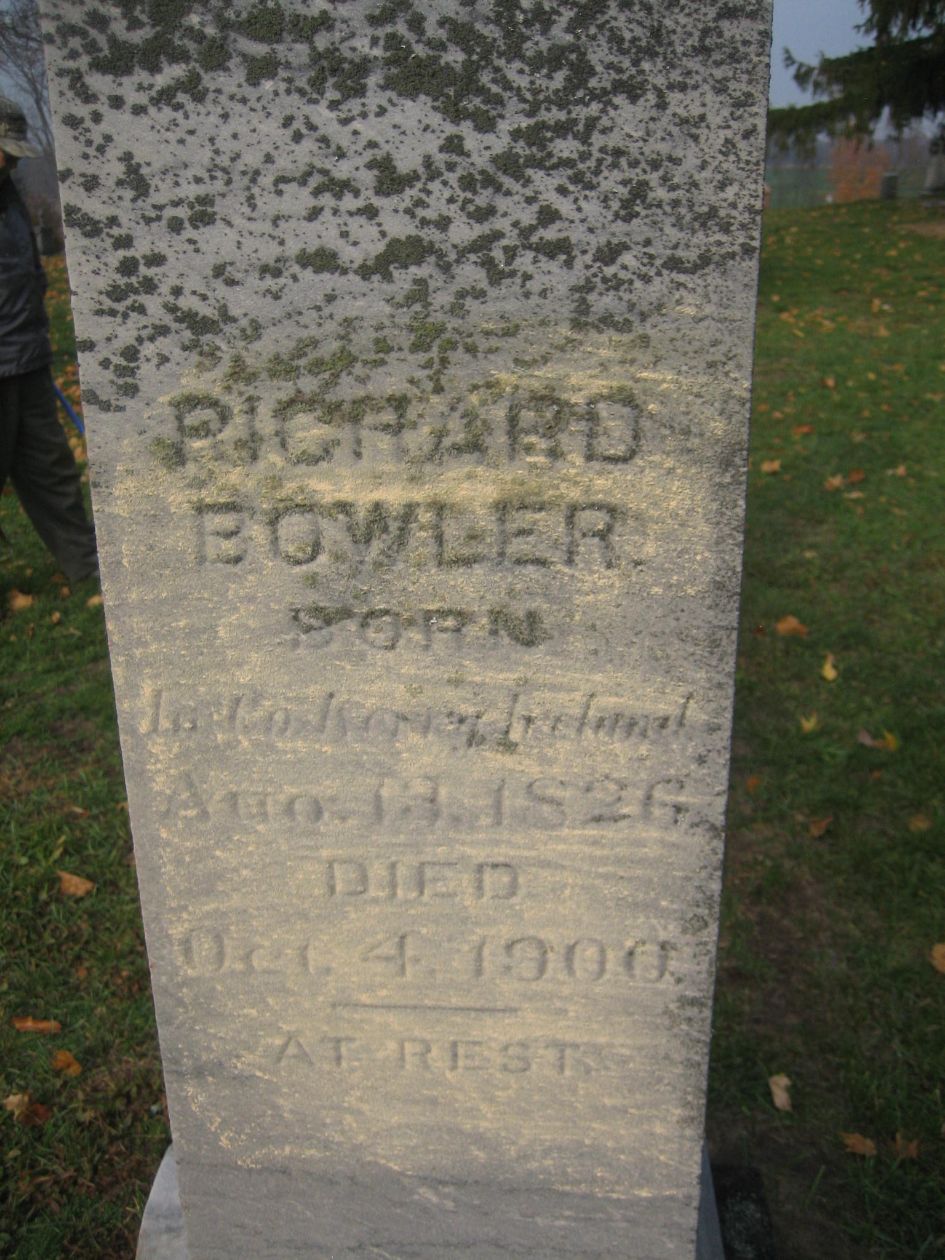 RICHARD
BOWLER.
BORN
In Co. Kerry, Ireland.
Aug. 13, 1826
DIED
Oct. 4, 1900
AT REST.